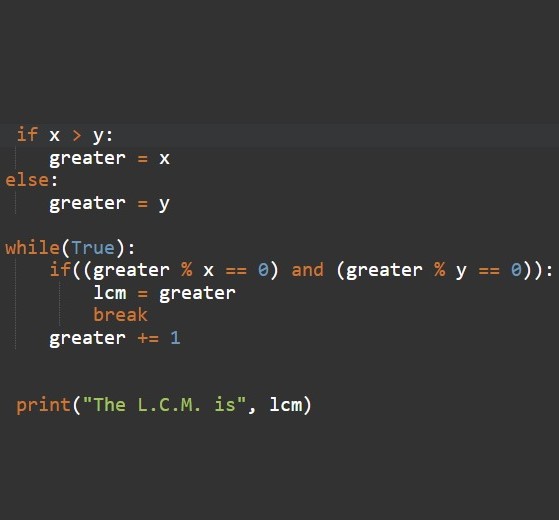 if x > y:
    greater = x
else:
    greater = y
while(True):
    if((greater % x == 0) and (greater % y == 0)):
        lcm = greater
        break
    greater += 1
print("The L.C.M. is", lcm)